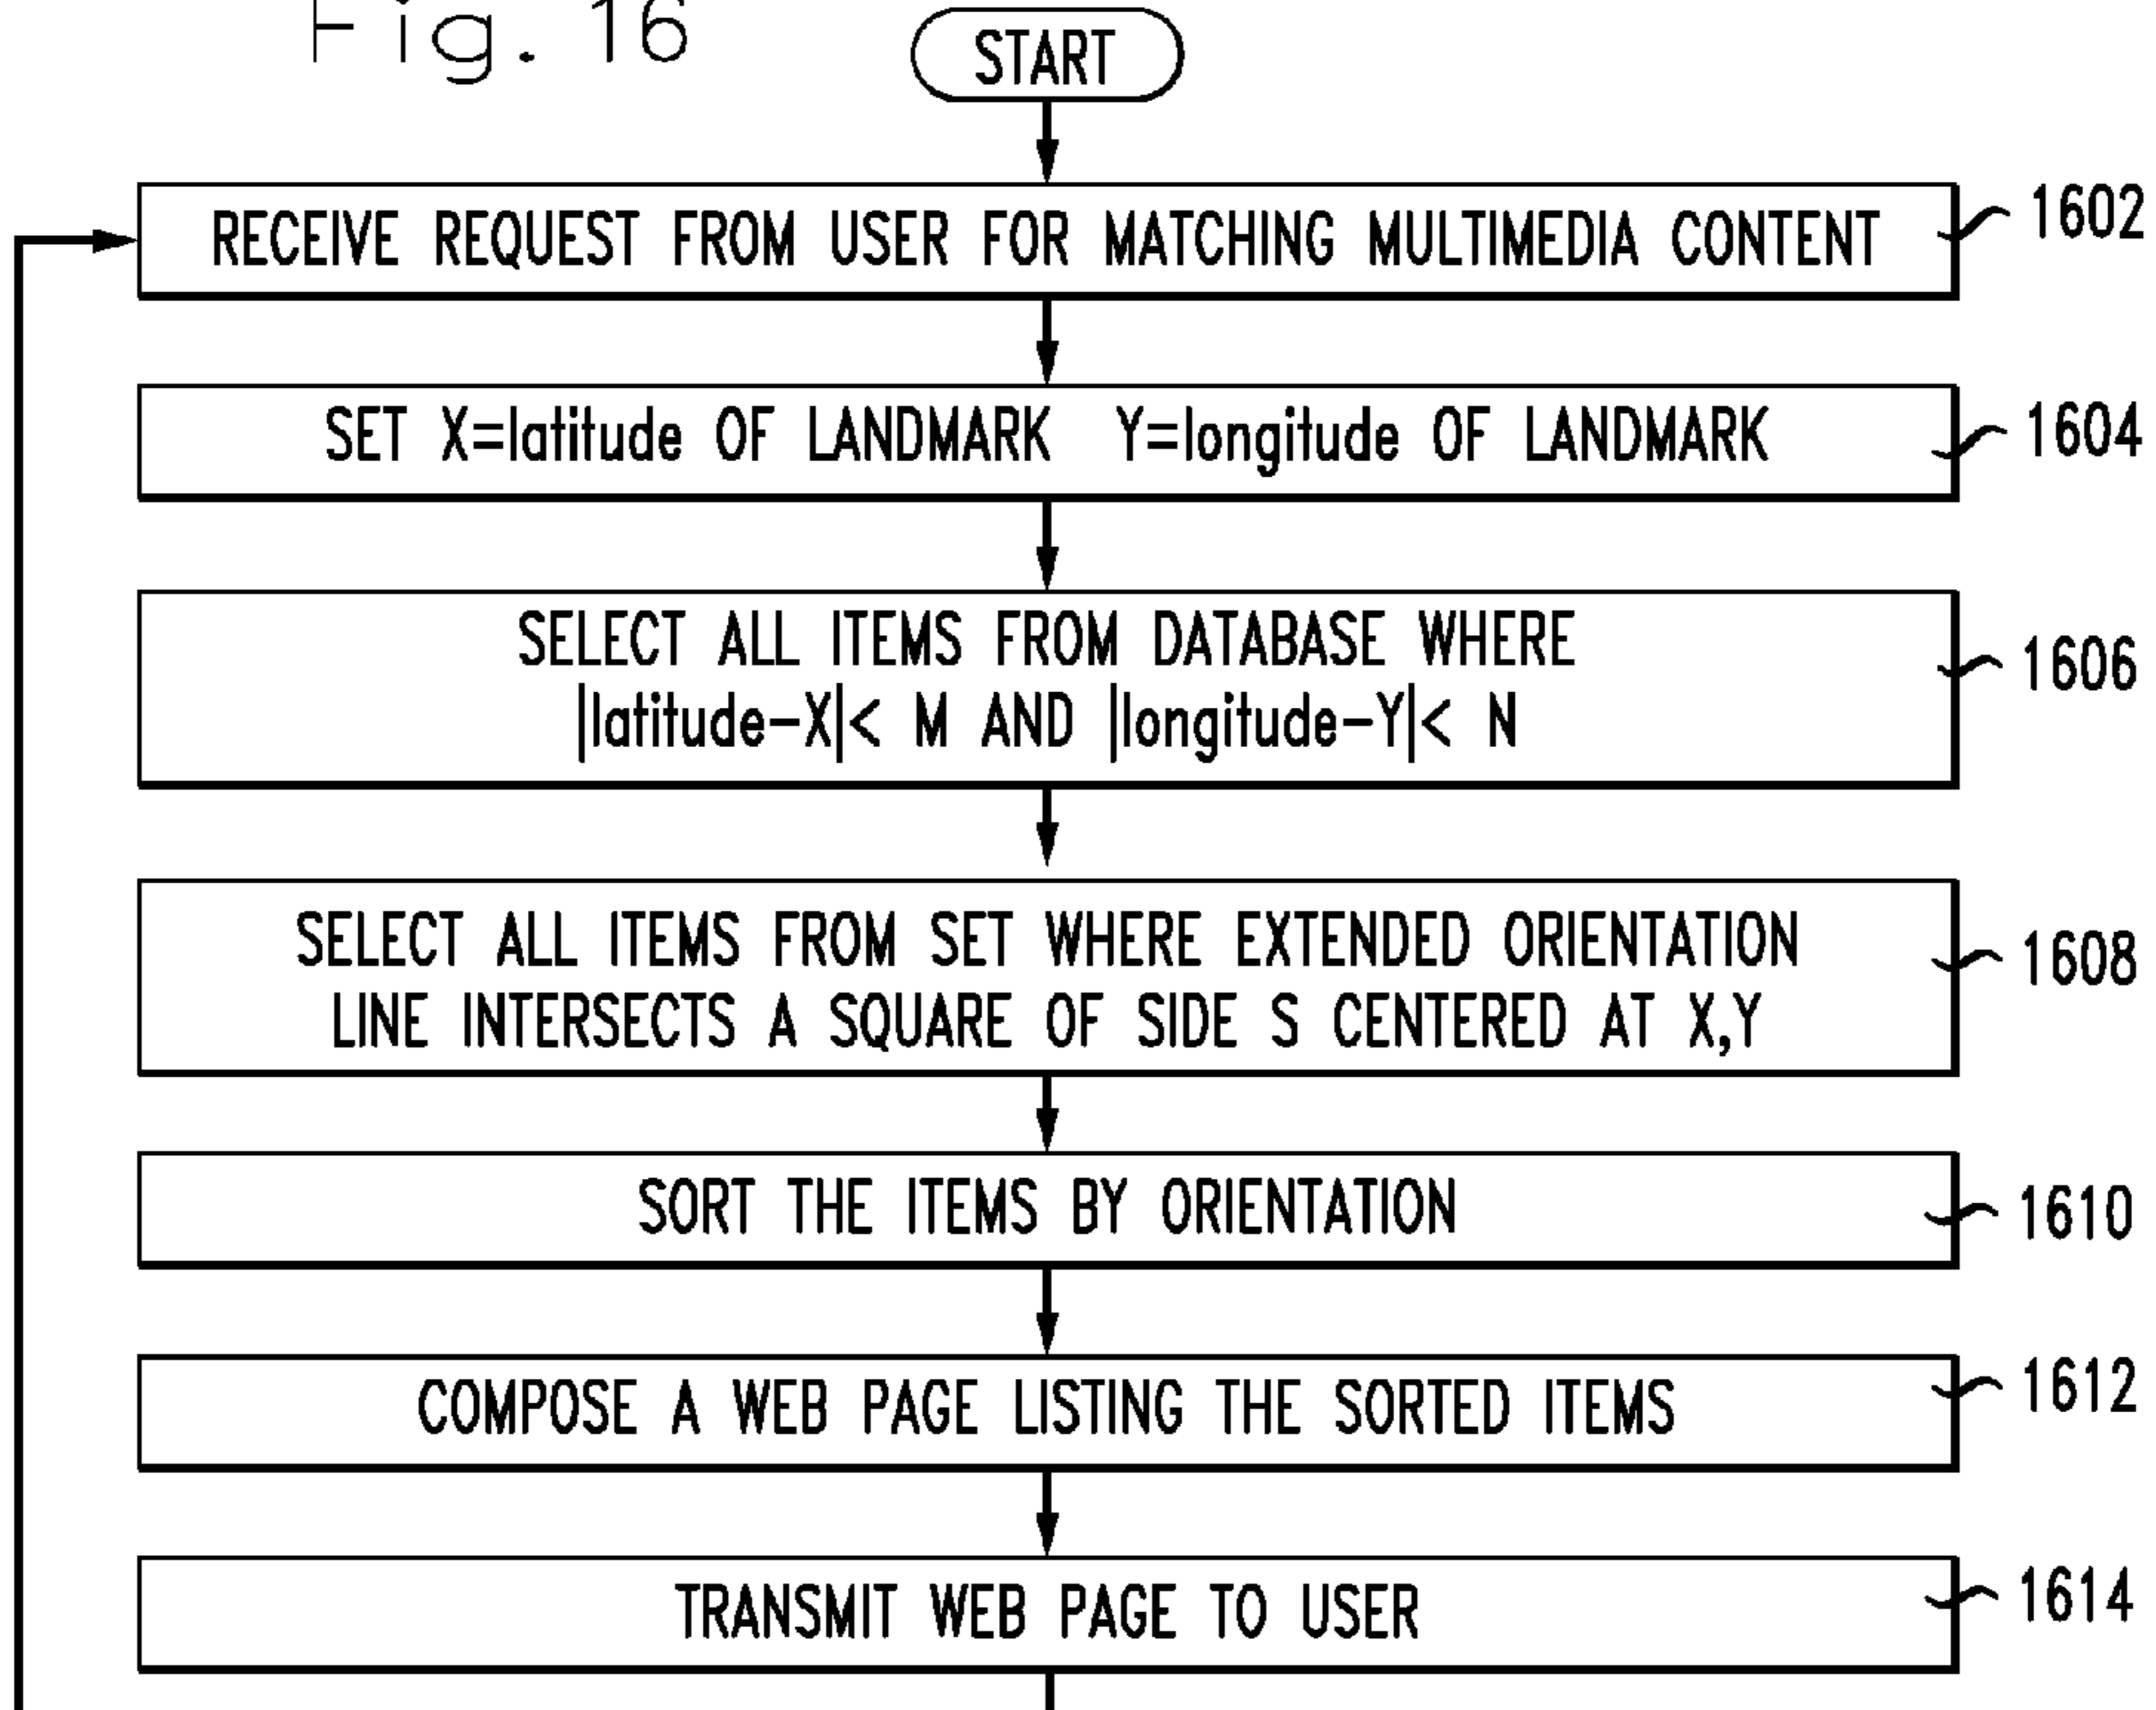 Fig. 16
START
RECEIVE REQUEST FROM USER FOR MATCHING MULTIMEDIA CONTENT
1602
SET X=latitude OF LANDMARK Y=longitude OF LANDMARK
1604
SELECT ALL ITEMS FROM DATABASE WHERE
|latitude-X|< M AND |longitude-Y|< N
1606
SELECT ALL ITEMS FROM SET WHERE EXTENDED ORIENTATION
LINE INTERSECTS A SQUARE OF SIDE S CENTERED AT X,Y
1608
SORT THE ITEMS BY ORIENTATION
1610
COMPOSE A WEB PAGE LISTING THE SORTED ITEMS
1612
TRANSMIT WEB PAGE TO USER
1614